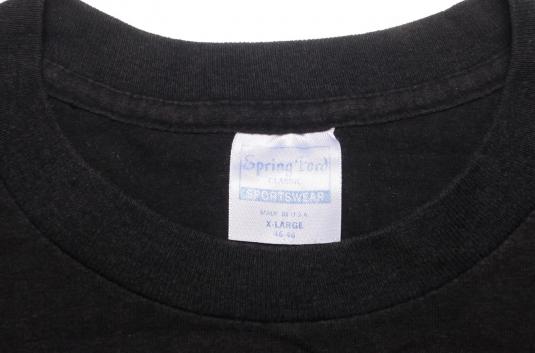 Spring'Ford
CLASSIC
SPORTSWEAR
MADE IN U.S.A.
X-LARGE
46-48